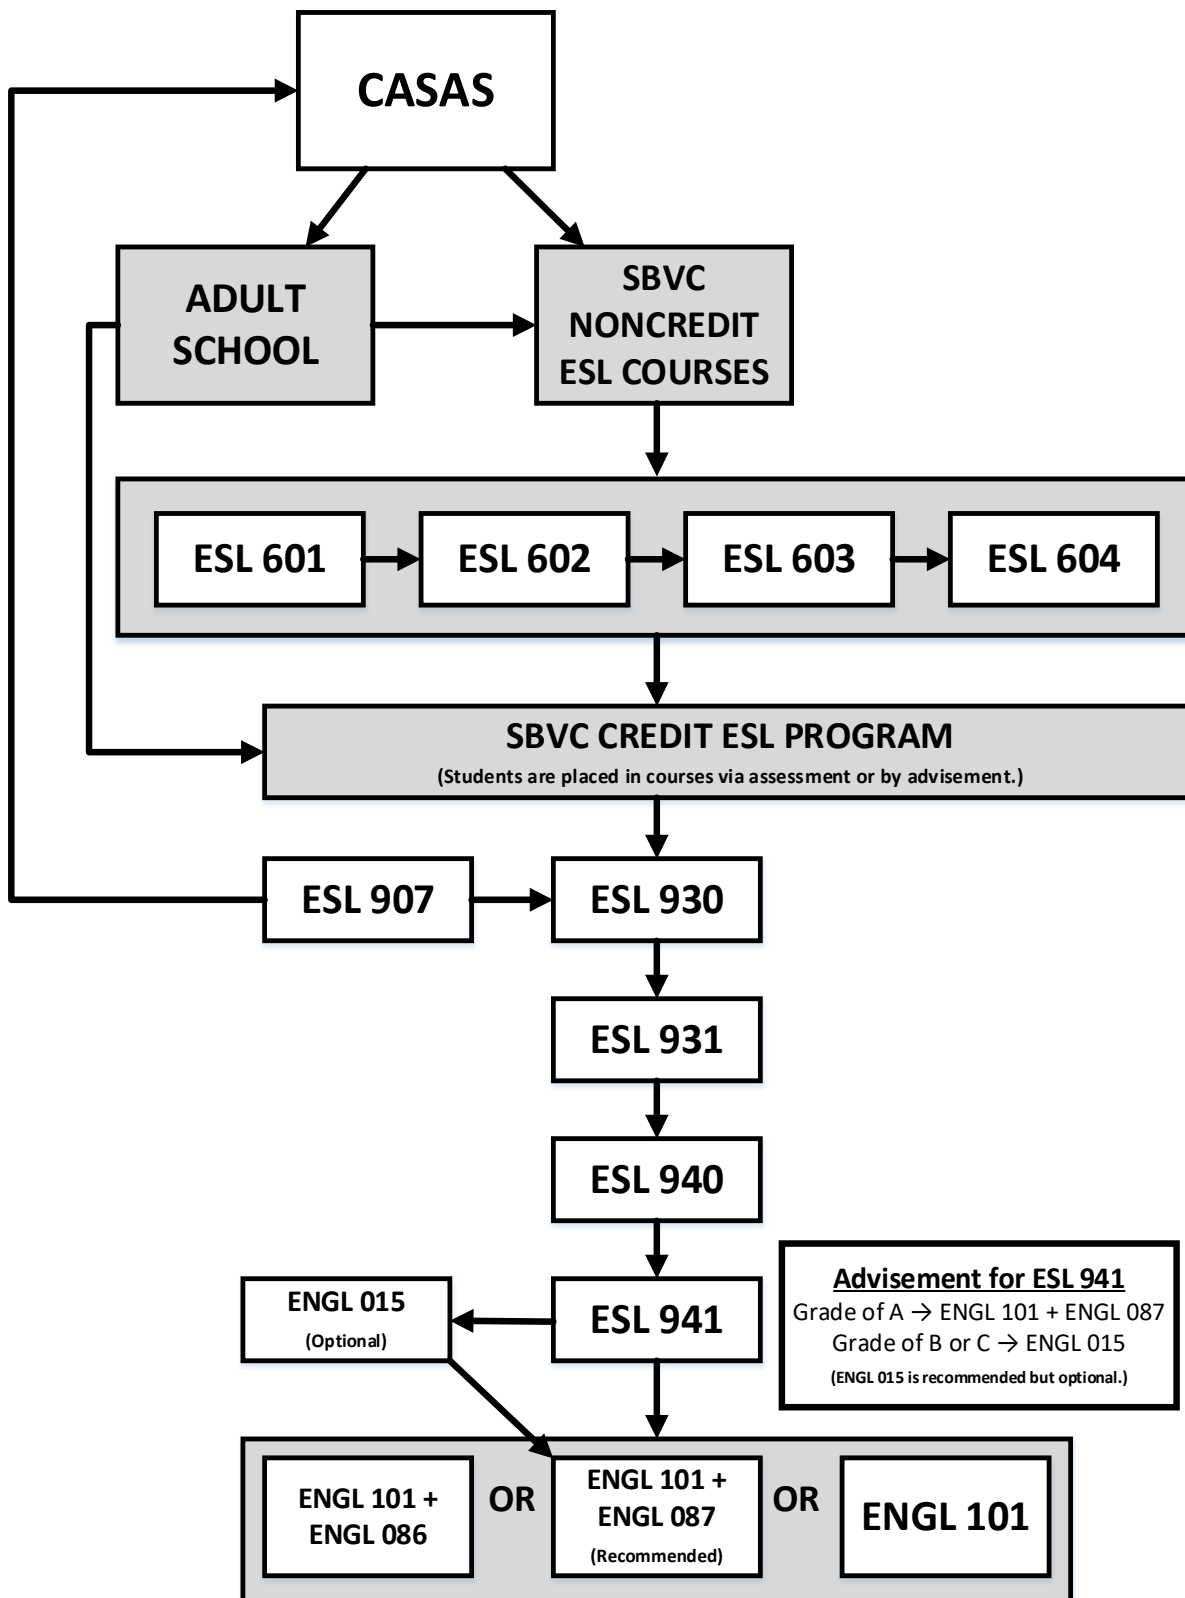 CASAS
ADULT
SCHOOL
SBVC
NONCREDIT
ESL COURSES
ESL 601
ESL 602
ESL 603
ESL 604
SBVC CREDIT ESL PROGRAM
(Students are placed in courses via assessment or by advisement.)
ESL 907
ESL 930
ESL 931
ESL 940
ENGL 015
(Optional)
ESL 941
Advisement for ESL 941
Grade of A → ENGL 101 + ENGL 087
Grade of B or C → ENGL 015
(ENGL 015 is recommended but optional.)
ENGL 101 +
ENGL 086
OR
ENGL 101 +
ENGL 087
(Recommended)
OR
ENGL 101